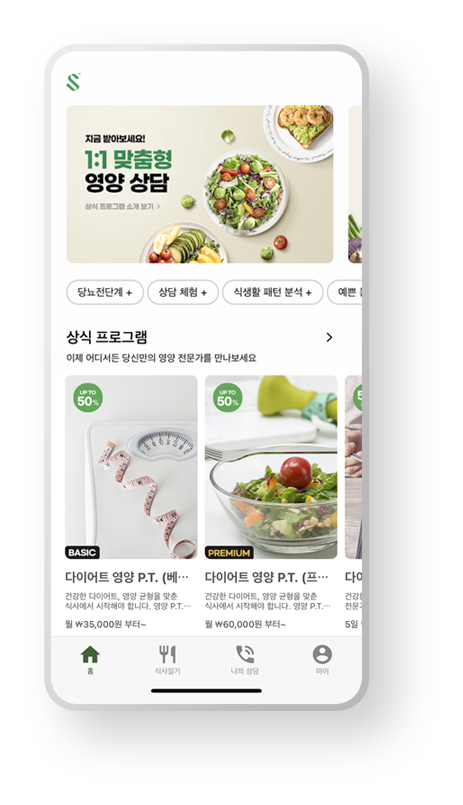 지금 받아보세요!
1:1 맞춤형
영양 상담
상식 프로그램 소개 보기 >
당뇨전단계 +
상담 체험 +
식생활 패턴 분석 +
예쁜
상식 프로그램 >
이제 어디서든 당신만의 영양 전문가를 만나보세요
UP TO
50%
BASIC
다이어트 영양 P.T. (베···
건강한 다이어트, 영양 균형을 맞춘
식사에서 시작해야 합니다. 영양 P.T.···
월 ₩35,000원 부터~
UP TO
50%
PREMIUM
다이어트 영양 P.T. (프···
건강한 다이어트, 영양 균형을 맞춘
식사에서 시작해야 합니다. 영양 P.T.···
월 ₩60,000원 부터~
5일
홈
식사일기
나의 상담
마이